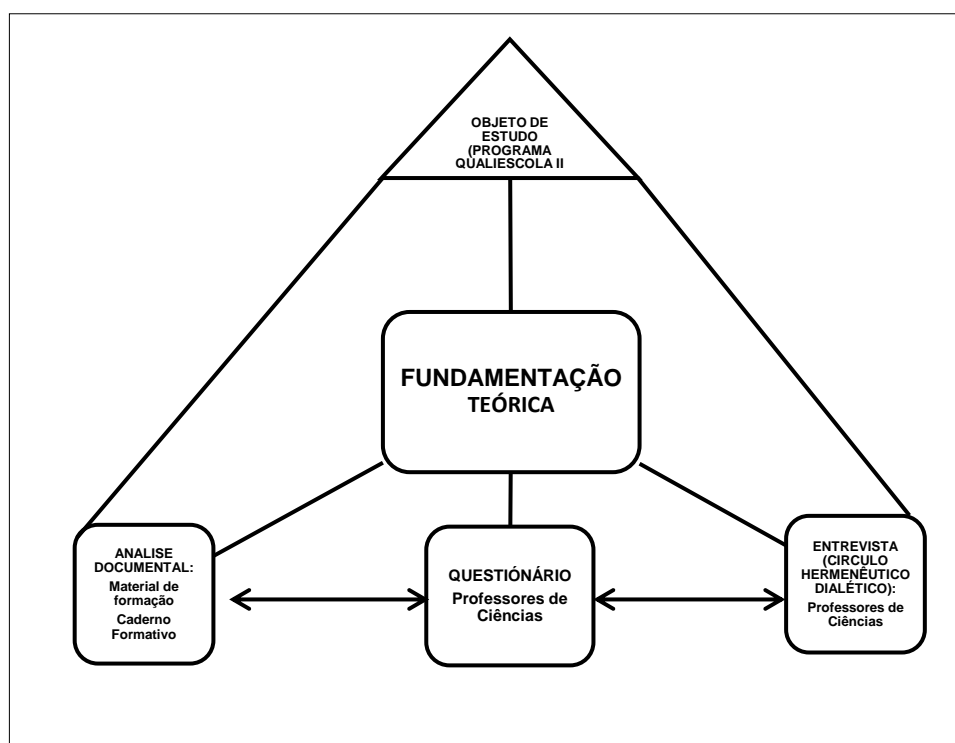 OBJETO DE
ESTUDO
(PROGRAMA
QUALIESCOLA II
FUNDAMENTAÇÃO
TEÓRICA
ANALISE
DOCUMENTAL:
Material de
formação
Caderno
Formativo
QUESTIÓNÁRIO
Professores de
Ciências
ENTREVISTA
(CIRCULO
HERMENÊUTICO
DIALÉTICO):
Professores de
Ciências